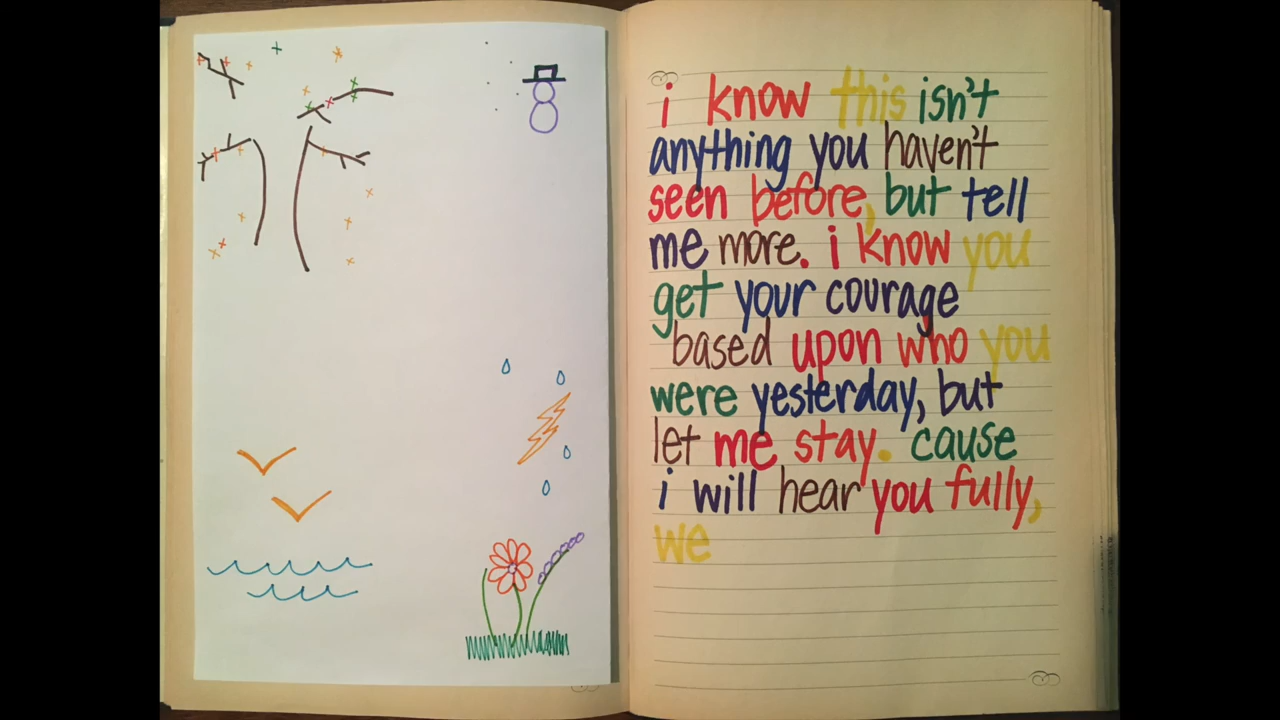 i know this isn't
anything you haven't
seen before, but tell
me more. i know you
get your courage
based upon who you
were yesterday, but
let me stay. cause
i will hear you fully,
we